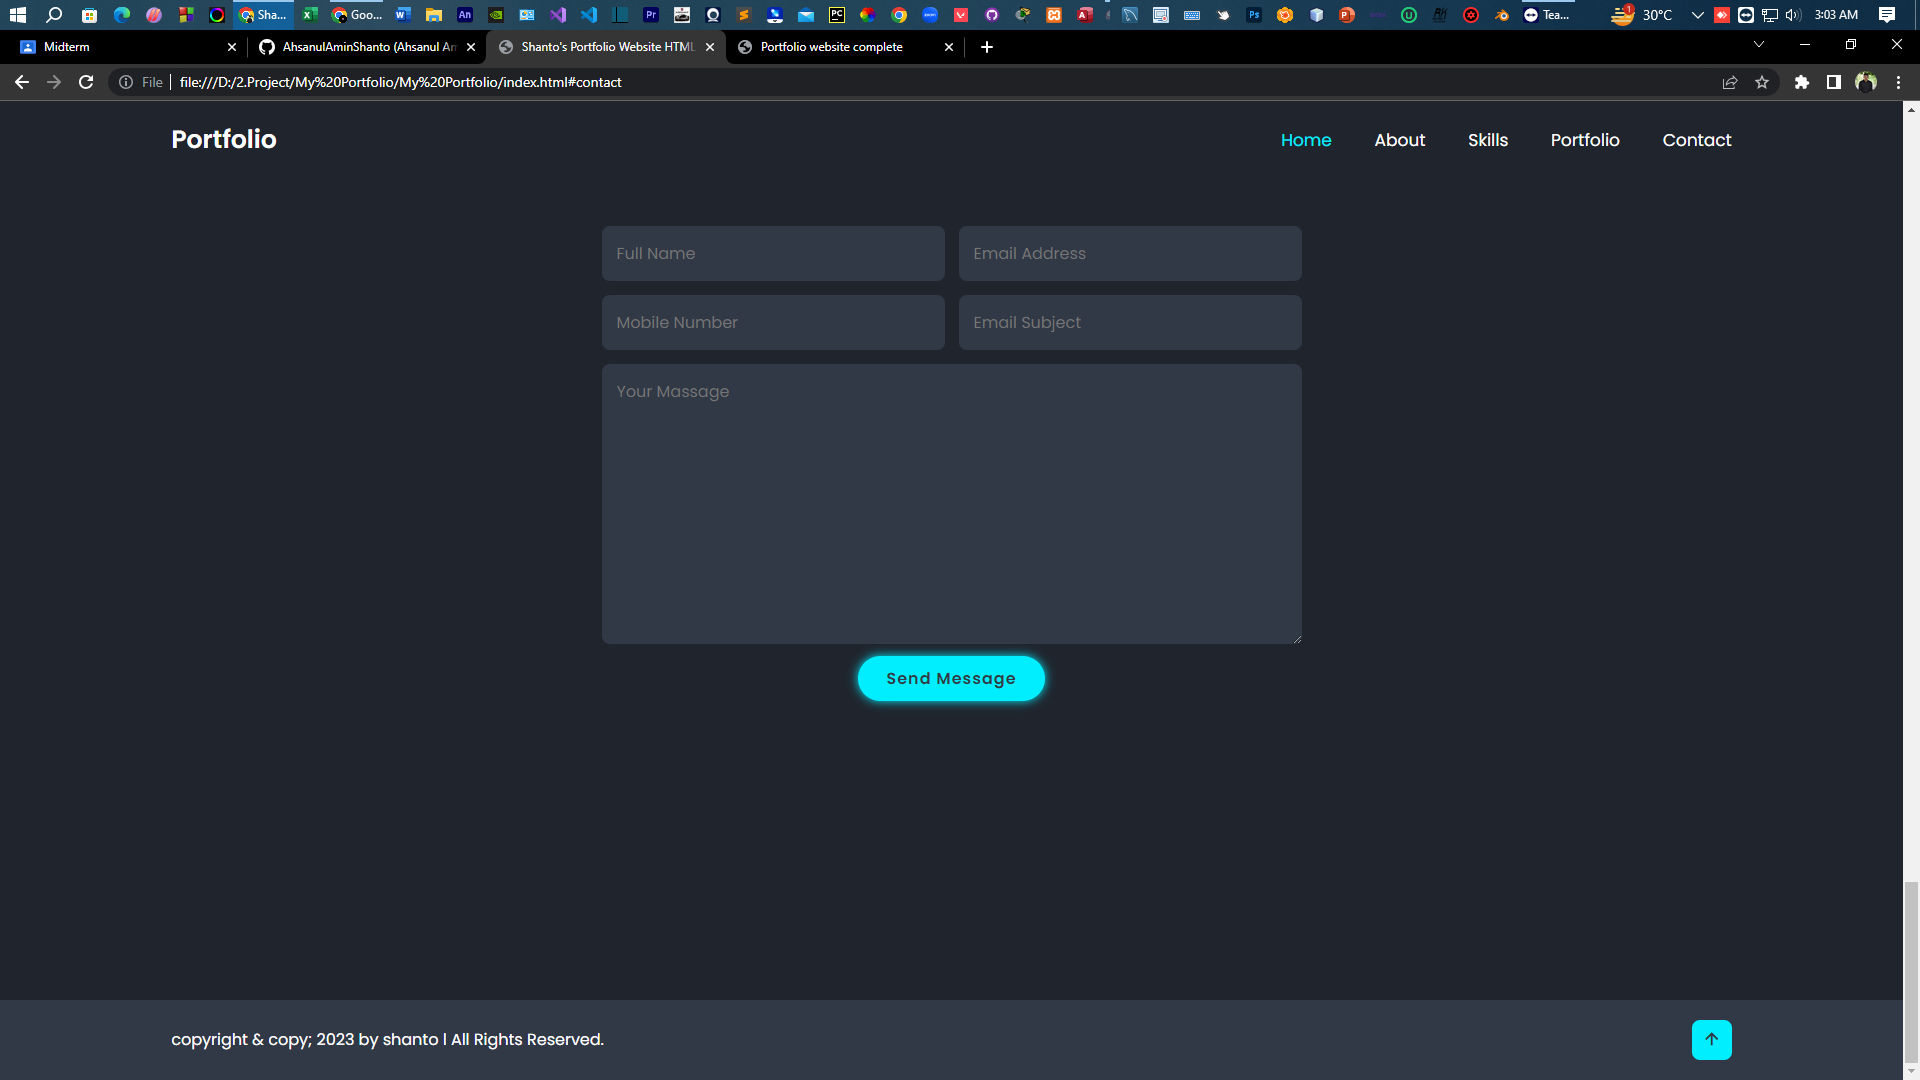 Sha...
Goo...
Tea...
30°C
3:03 AM
Midterm
AhsanulAminShanto (Ahsanul Am
Shanto's Portfolio Website HTML
Portfolio website complete
File
file:///D:/2.Project/My%20Portfolio/My%20Portfolio/index.html#contact
Portfolio
Home
About
Skills
Portfolio
Contact
Full Name
Email Address
Mobile Number
Email Subject
Your Massage
Send Message
copyright & copy; 2023 by shanto l All Rights Reserved.